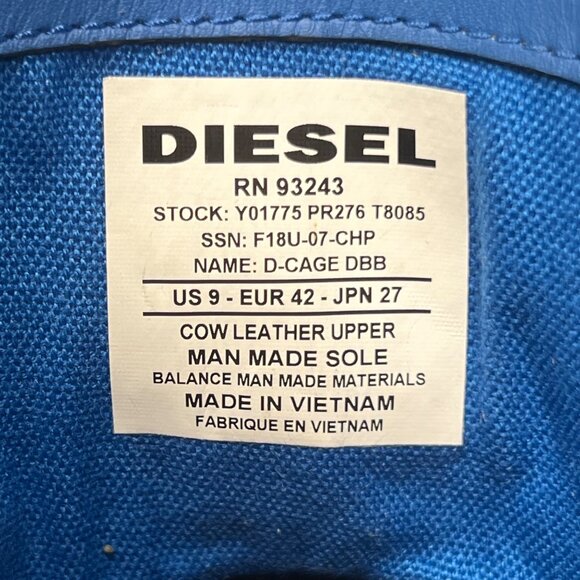 DIESEL
RN 93243
STOCK: Y01775 PR276 T8085
SSN: F18U-07-CHP
NAME: D-CAGE DBB
US 9 - EUR 42 - JPN 27
COW LEATHER UPPER
MAN MADE SOLE
BALANCE MAN MADE MATERIALS
MADE IN VIETNAM
FABRIQUE EN VIETNAM